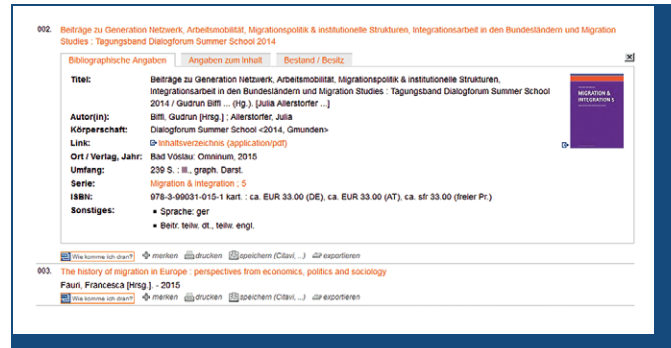 002. Beiträge zu Generation Netzwerk, Arbeitsmobilität, Migrationspolitik & institutionelle Strukturen, Integrationsarbeit in den Bundesländern und Migration
Studies : Tagungsband Dialogforum Summer School 2014
Bibliographische Angaben Angaben zum Inhalt Bestand / Besitz
Titel: Beiträge zu Generation Netzwerk, Arbeitsmobilität, Migrationspolitik & institutionelle Strukturen,
Integrationsarbeit in den Bundesländern und Migration Studies : Tagungsband Dialogforum Summer School
2014 / Gudrun Biffl ... (Hg.). [Julia Allerstorfer ...]
MIGRATION &
INTEGRATION 5
Autor(in): Biffl, Gudrun [Hrsg.] ; Allerstorfer, Julia
Körperschaft: Dialogforum Summer School <2014, Gmunden>
Link: Inhaltsverzeichnis (application/pdf)
Ort / Verlag, Jahr: Bad Vöslau: Omninum, 2015
Umfang: 239 S. : Ill., graph. Darst.
Serie: Migration & Integration ; 5
ISBN: 978-3-99031-015-1 kart. : ca. EUR 33.00 (DE), ca. EUR 33.00 (AT), ca. sfr 33.00 (freier Pr.)
Sonstiges: ▪ Sprache: ger
▪ Beitr. teilw. dt., teilw. engl.
Wie komme ich dran? merken drucken speichern (Citavi, ...) exportieren
003. The history of migration in Europe : perspectives from economics, politics and sociology
Fauri, Francesca [Hrsg.]. - 2015
Wie komme ich dran? merken drucken speichern (Citavi, ...) exportieren